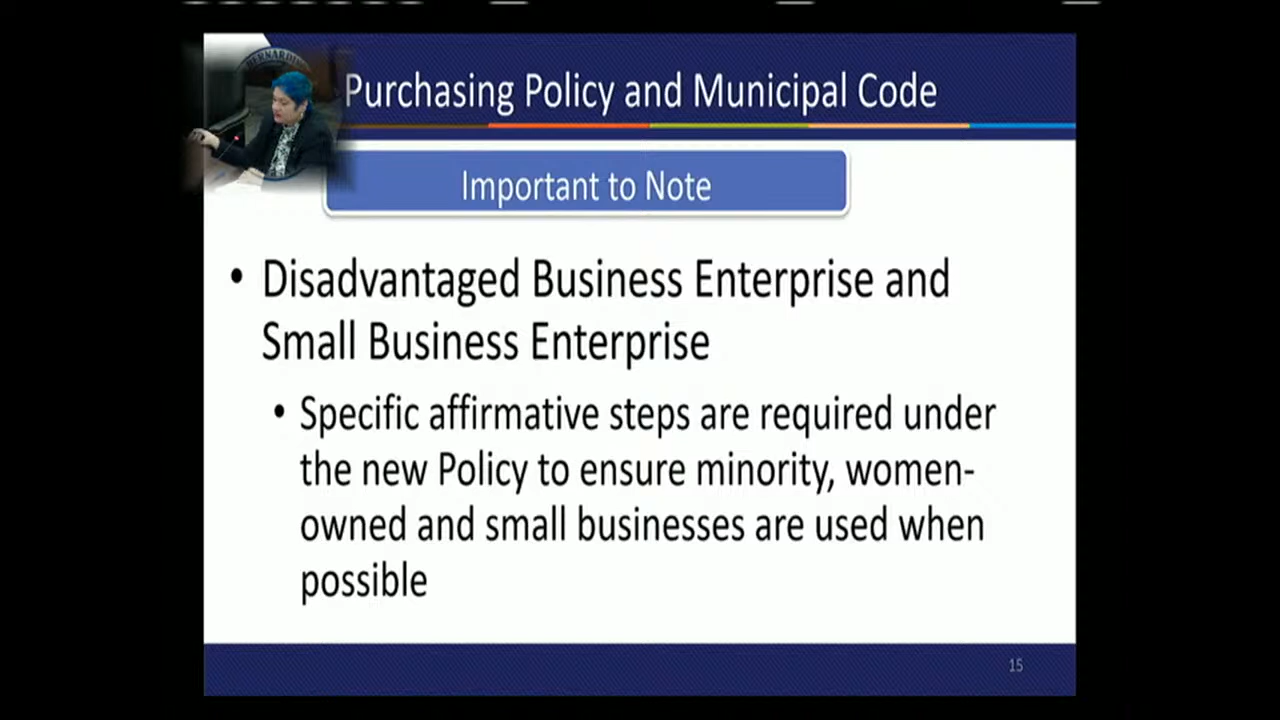 Purchasing Policy and Municipal Code
Important to Note
• Disadvantaged Business Enterprise and
Small Business Enterprise
• Specific affirmative steps are required under
the new Policy to ensure minority, women-
owned and small businesses are used when
possible
15